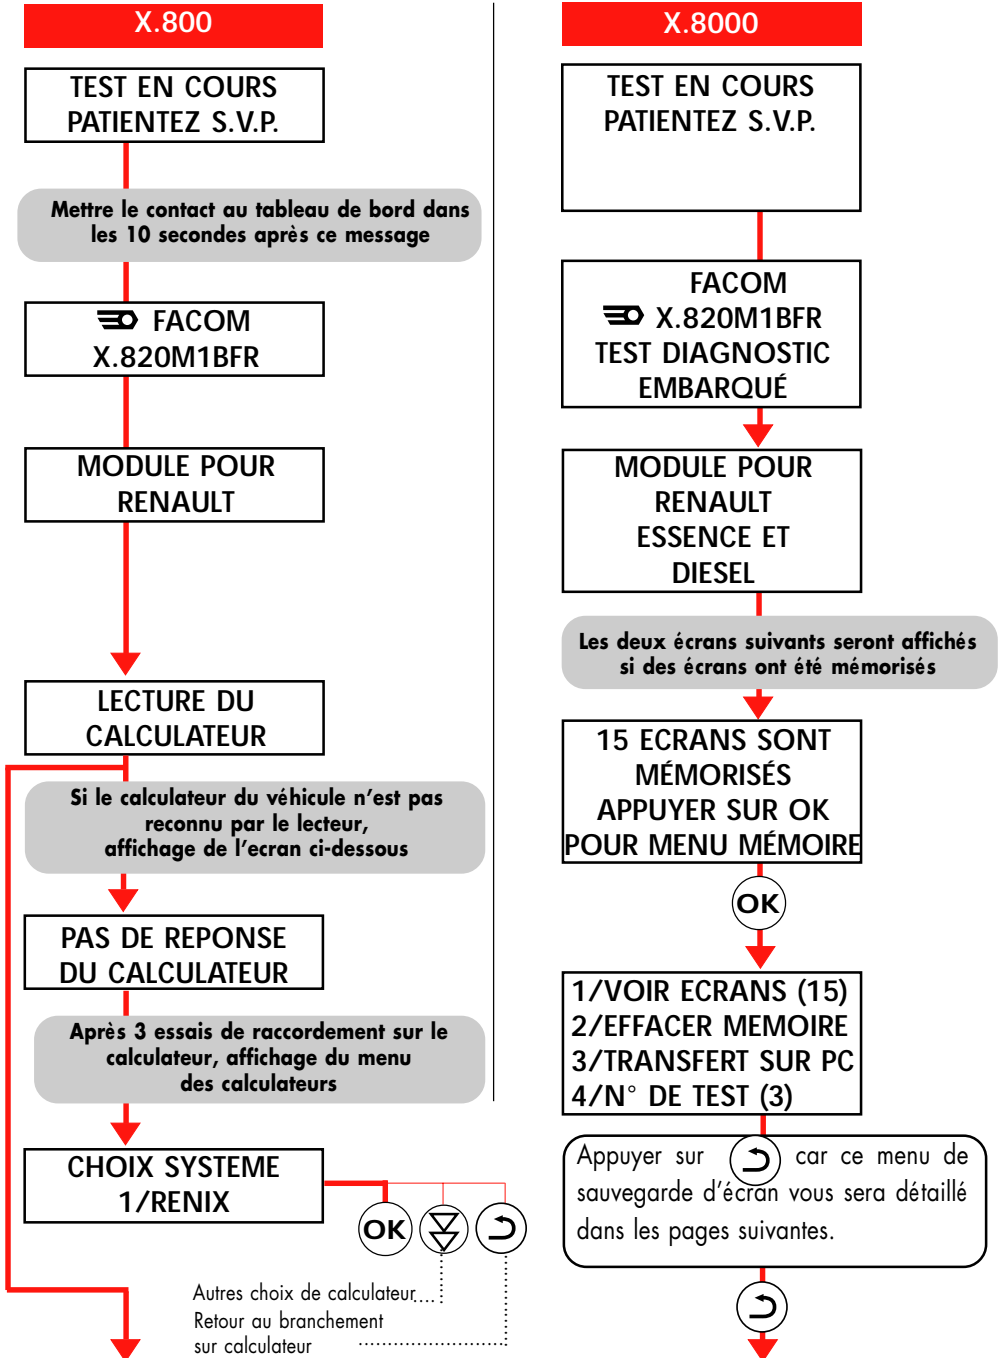 X.800
TEST EN COURS
PATIENTEZ S.V.P.
Mettre le contact au tableau de bord dans
les 10 secondes après ce message
FACOM
X.820M1BFR
MODULE POUR
RENAULT
LECTURE DU
CALCULATEUR
Si le calculateur du véhicule n'est pas
reconnu par le lecteur,
affichage de l'ecran ci-dessous
PAS DE REPONSE
DU CALCULATEUR
Après 3 essais de raccordement sur le
calculateur, affichage du menu
des calculateurs
CHOIX SYSTEME
1/RENIX
OK
Autres choix de calculateur....
Retour au branchement
sur calculateur ..................
X.8000
TEST EN COURS
PATIENTEZ S.V.P.
FACOM
X.820M1BFR
TEST DIAGNOSTIC
EMBARQUÉ
MODULE POUR
RENAULT
ESSENCE ET
DIESEL
Les deux écrans suivants seront affichés
si des écrans ont été mémorisés
15 ECRANS SONT
MÉMORISÉS
APPUYER SUR OK
POUR MENU MÉMOIRE
OK
1/VOIR ECRANS (15)
2/EFFACER MEMOIRE
3/TRANSFERT SUR PC
4/N° DE TEST (3)
Appuyer sur car ce menu de
sauvegarde d'écran vous sera détaillé
dans les pages suivantes.